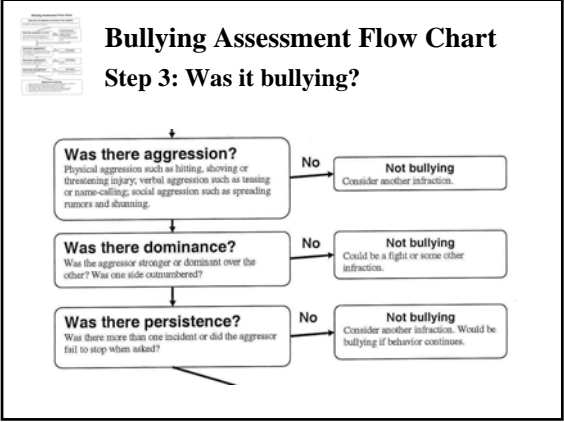 Bullying Assessment Flow Chart
Step 3: Was it bullying?
Was there aggression?
Physical aggression such as hitting, shoving or
threatening injury; verbal aggression such as teasing
or name-calling; social aggression such as spreading
rumors and shunning.
No
Not bullying
Consider another infraction.
Was there dominance?
Was the aggressor stronger or dominant over the
other? Was one side outnumbered?
No
Not bullying
Could be a fight or some other
infraction.
Was there persistence?
Was there more than one incident or did the aggressor
fail to stop when asked?
No
Not bullying
Consider another infraction. Would be
bullying if behavior continues.